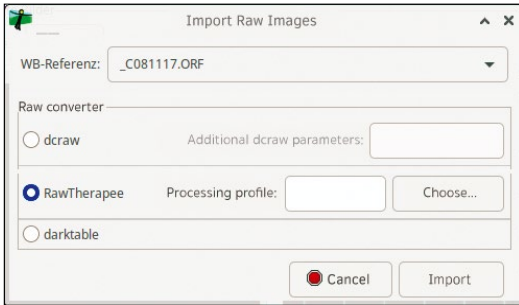 Import Raw Images
WB-Referenz: _C081117.ORF
Raw converter
dcraw Additional dcraw parameters:
RawTherapee Processing profile: Choose...
darktable
Cancel Import